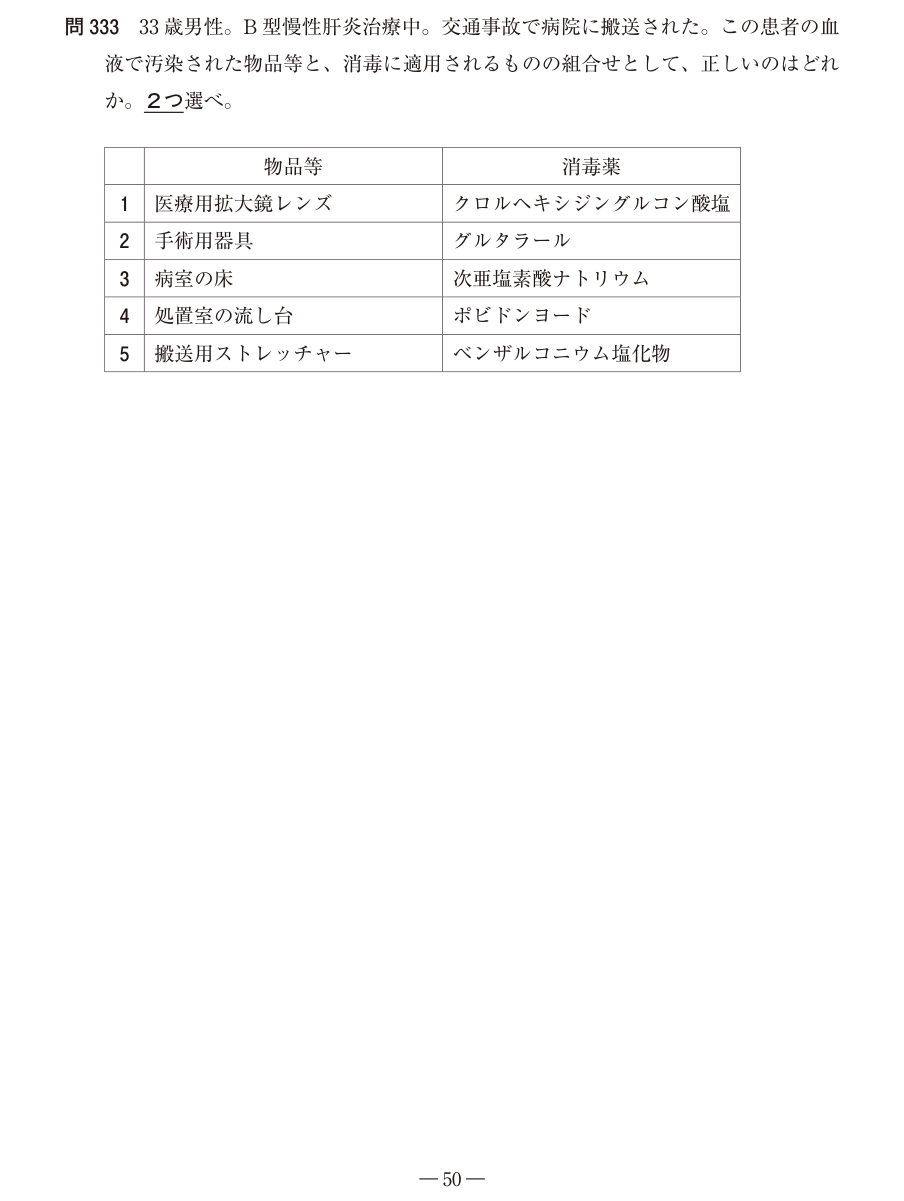 問 333 33 歳男性。B 型慢性肝炎治療中。交通事故で病院に搬送された。この患者の血
液で汚染された物品等と、消毒に適用されるものの組合せとして、正しいのはどれ
か。２つ選べ。
物品等 消毒薬
1 医療用拡大鏡レンズ クロルヘキシジングルコン酸塩
2 手術用器具 グルタラール
3 病室の床 次亜塩素酸ナトリウム
4 処置室の流し台 ポビドンヨード
5 搬送用ストレッチャー ベンザルコニウム塩化物
― 50 ―